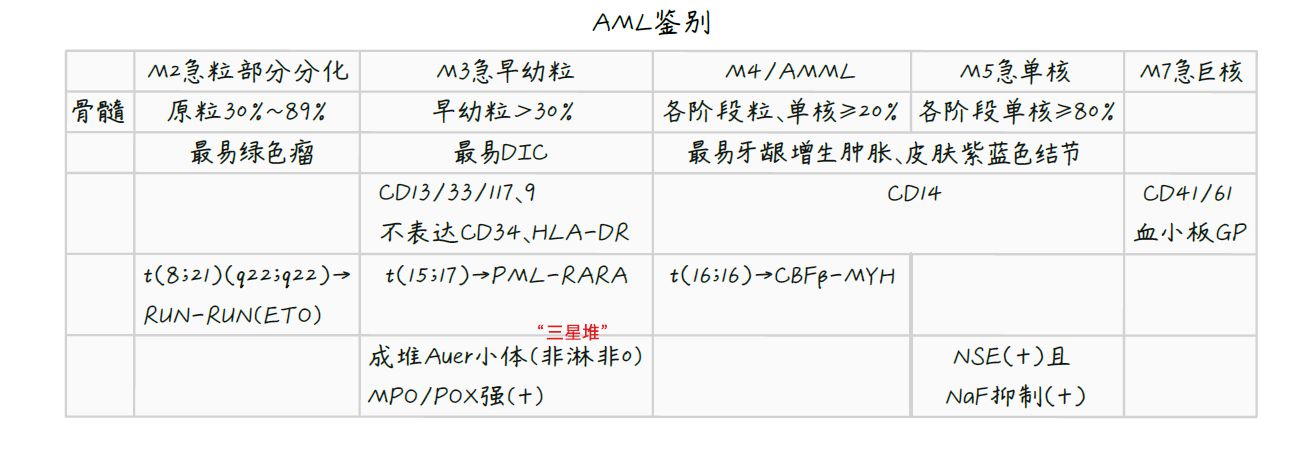 AML鉴别
M2急粒部分分化 M3急早幼粒 M4/AMML M5急单核 M7急巨核
骨髓 原粒30%~89% 早幼粒>30% 各阶段粒、单核≥20% 各阶段单核≥80%
最易绿色瘤 最易DIC 最易牙龈增生肿胀、皮肤紫蓝色结节
CD13/33/117、9 CD14 CD41/61
不表达CD34、HLA-DR 血小板GP
t(8;21)(q22;q22)→ t(15;17)→PML-RARA t(16;16)→CBFβ-MYH
RUN-RUN(ETO)
“三星堆”
成堆Auer小体(非淋非0) NSE(+)且
MPO/POX强(+) NaF抑制(+)